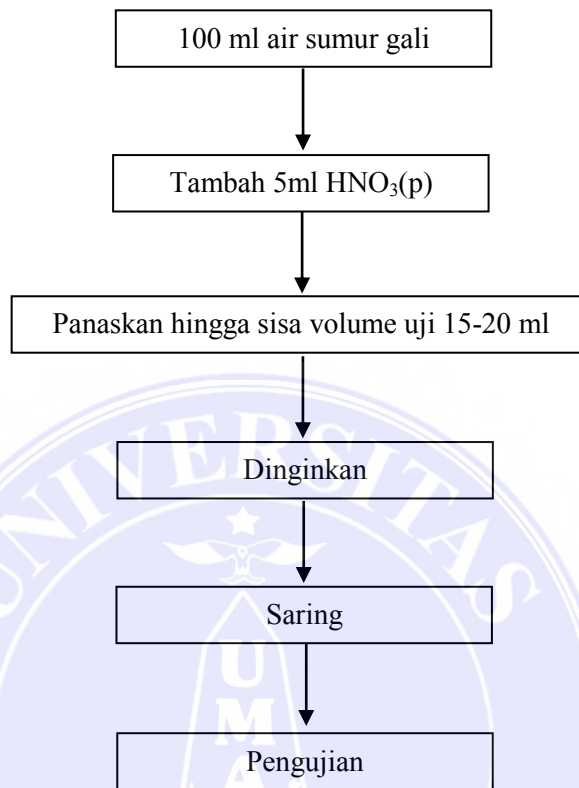 100 ml air sumur gali
Tambah 5ml HNO₃(p)
Panaskan hingga sisa volume uji 15-20 ml
Dinginkan
Saring
Pengujian
UNIVERSITAS
U
M
A